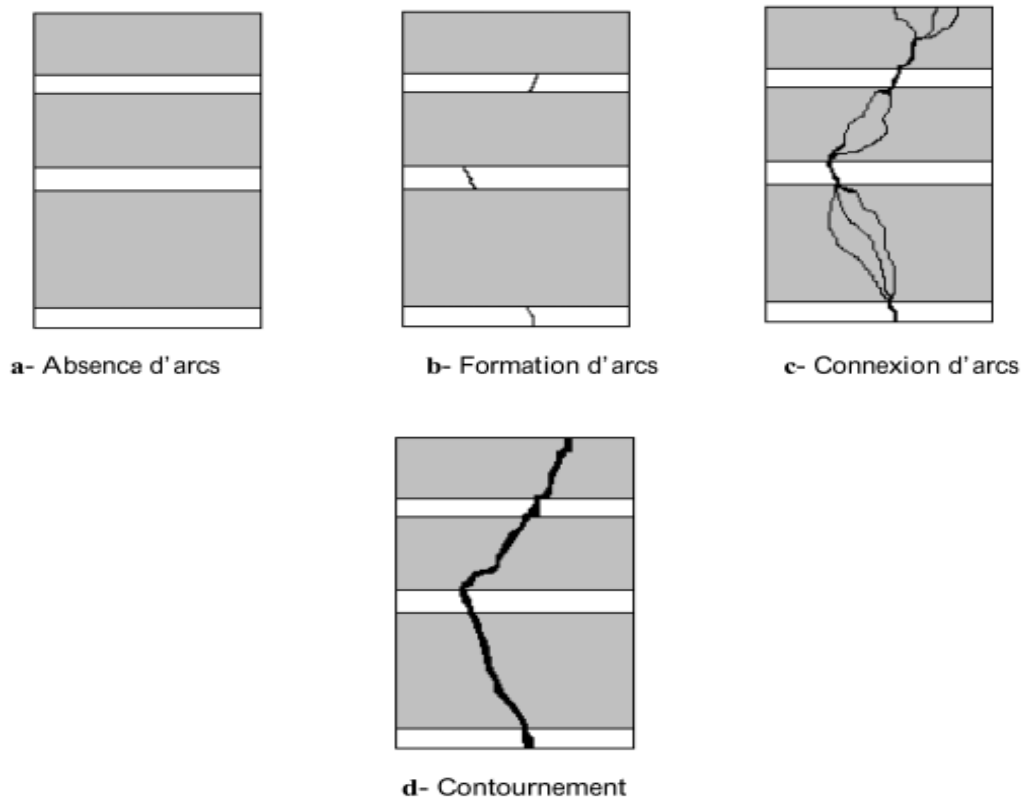 a- Absence d'arcs
b- Formation d'arcs
c- Connexion d'arcs
d- Contournement